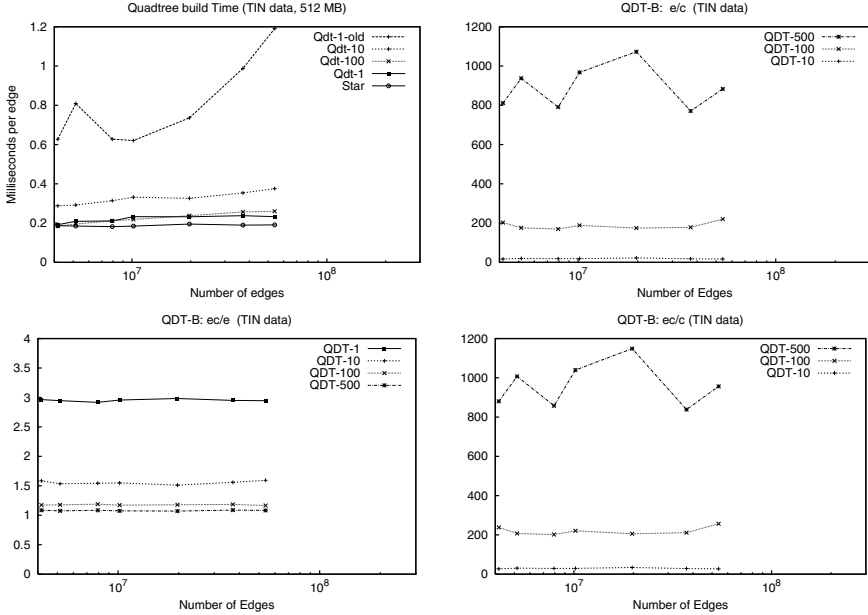 Quadtree build Time (TIN data, 512 MB)
Milliseconds per edge
1.2
1
0.8
0.6
0.4
0.2
0
Qdt-1-old
Qdt-10
Qdt-100
Qdt-1
Star
10^7
10^8
Number of edges
QDT-B: e/c (TIN data)
1200
1000
800
600
400
200
0
QDT-500
QDT-100
QDT-10
10^7
10^8
Number of Edges
QDT-B: ec/e (TIN data)
4
3.5
3
2.5
2
1.5
1
0.5
0
QDT-1
QDT-10
QDT-100
QDT-500
10^7
10^8
Number of Edges
QDT-B: ec/c (TIN data)
1200
1000
800
600
400
200
0
QDT-500
QDT-100
QDT-10
10^7
10^8
Number of Edges